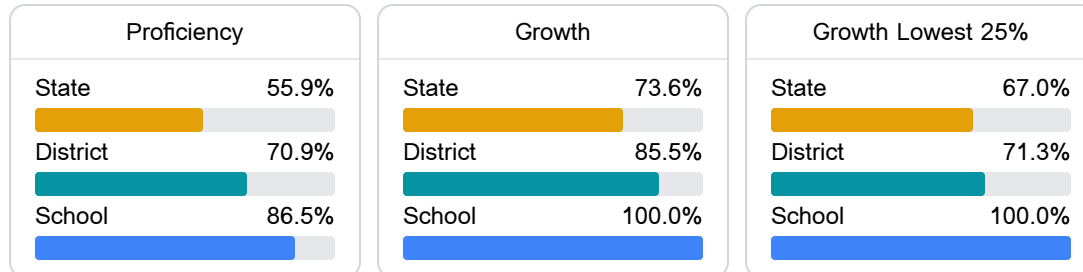 Proficiency
State 55.9%
District 70.9%
School 86.5%
Growth
State 73.6%
District 85.5%
School 100.0%
Growth Lowest 25%
State 67.0%
District 71.3%
School 100.0%